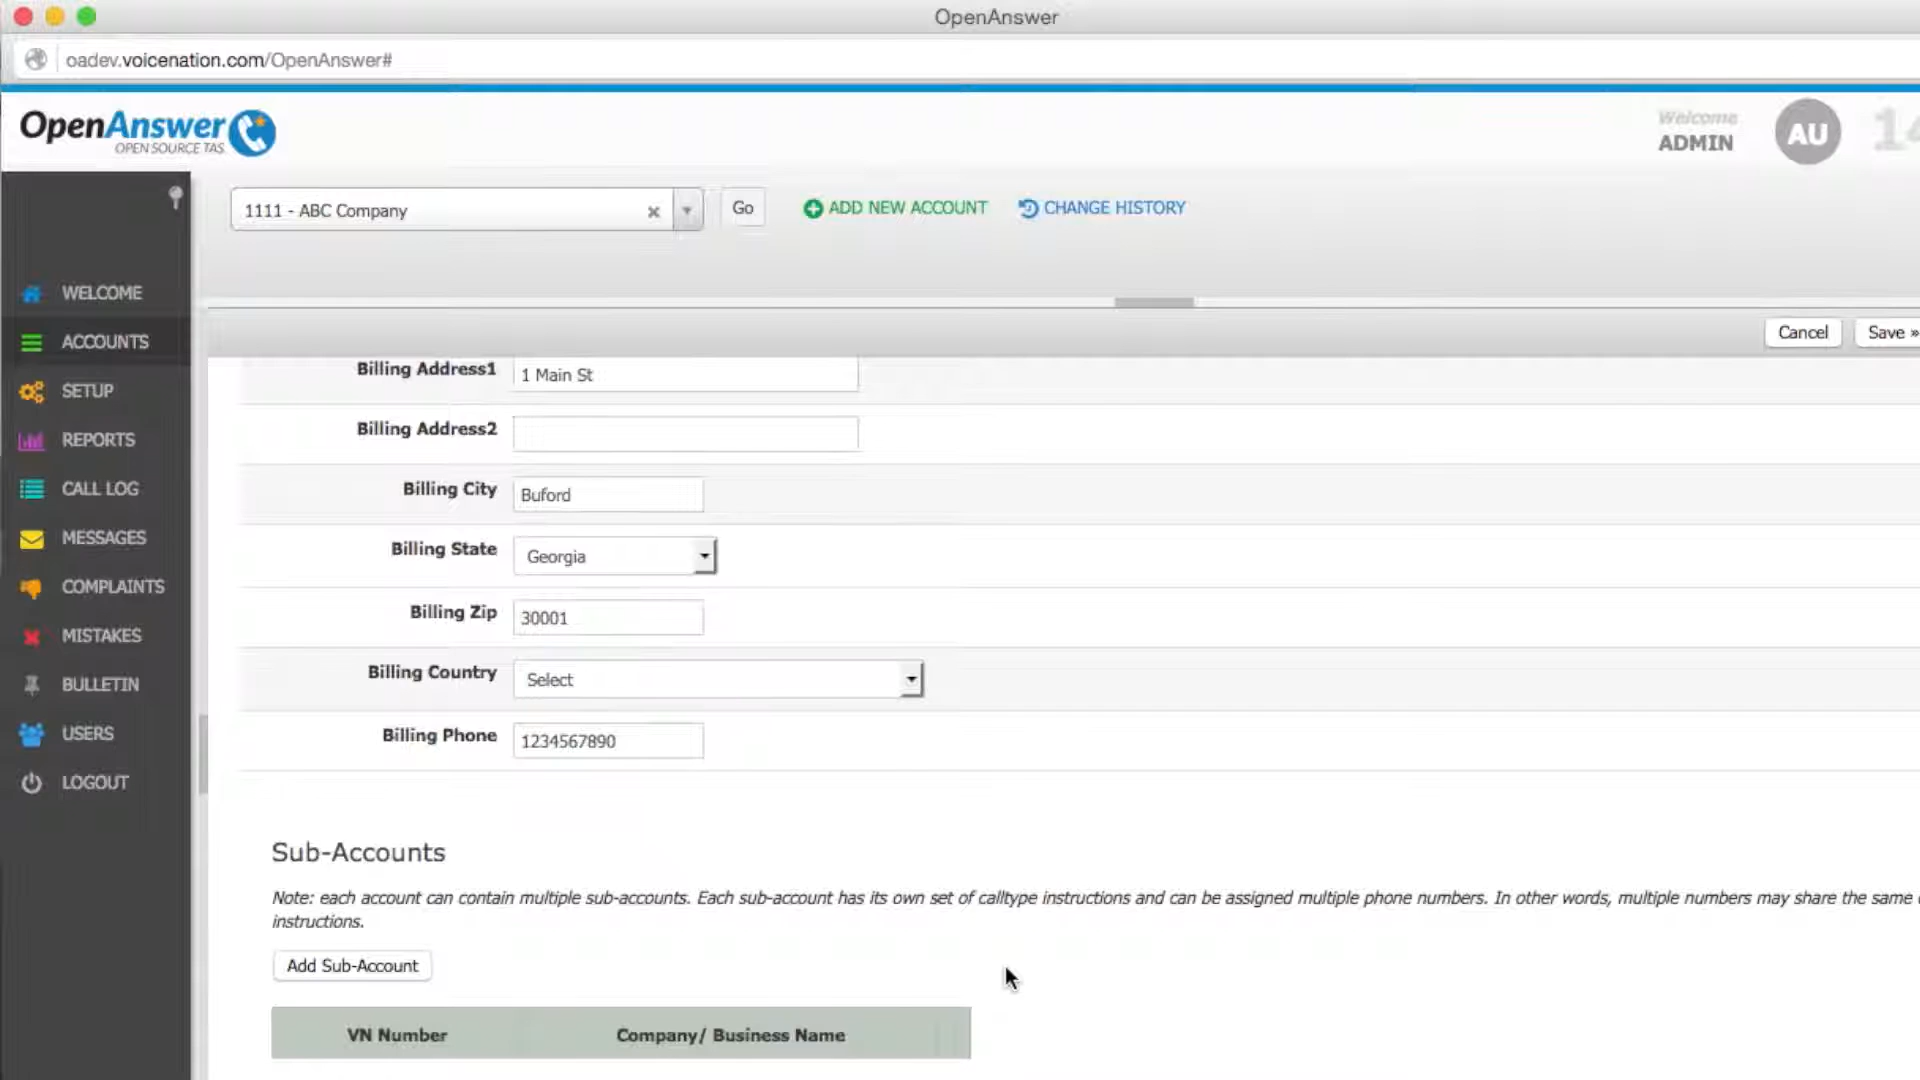 OpenAnswer
oadev.voicenation.com/OpenAnswer#
OpenAnswer
OPEN SOURCE TAS
Welcome
ADMIN
AU
14
1111 - ABC Company
Go
ADD NEW ACCOUNT
CHANGE HISTORY
WELCOME
ACCOUNTS
SETUP
REPORTS
CALL LOG
MESSAGES
COMPLAINTS
MISTAKES
BULLETIN
USERS
LOGOUT
Cancel
Save »
Billing Address1
1 Main St
Billing Address2
Billing City
Buford
Billing State
Georgia
Billing Zip
30001
Billing Country
Select
Billing Phone
1234567890
Sub-Accounts
Note: each account can contain multiple sub-accounts. Each sub-account has its own set of calltype instructions and can be assigned multiple phone numbers. In other words, multiple numbers may share the same
instructions.
Add Sub-Account
VN Number
Company/ Business Name